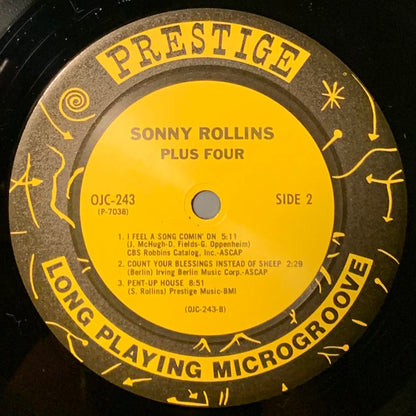 PRESTIGE
SONNY ROLLINS
PLUS FOUR
OJC-243
(P-7038)
SIDE 2
1. I FEEL A SONG COMIN' ON 5:11
(J. McHugh-D. Fields-G. Oppenheim)
CBS Robbins Catalog, Inc.-ASCAP
2. COUNT YOUR BLESSINGS INSTEAD OF SHEEP 2:29
(Berlin) Irving Berlin Music Corp.-ASCAP
3. PENT-UP HOUSE 8:51
(S. Rollins) Prestige Music-BMI
(OJC-243-B)
LONG PLAYING MICROGROOVE